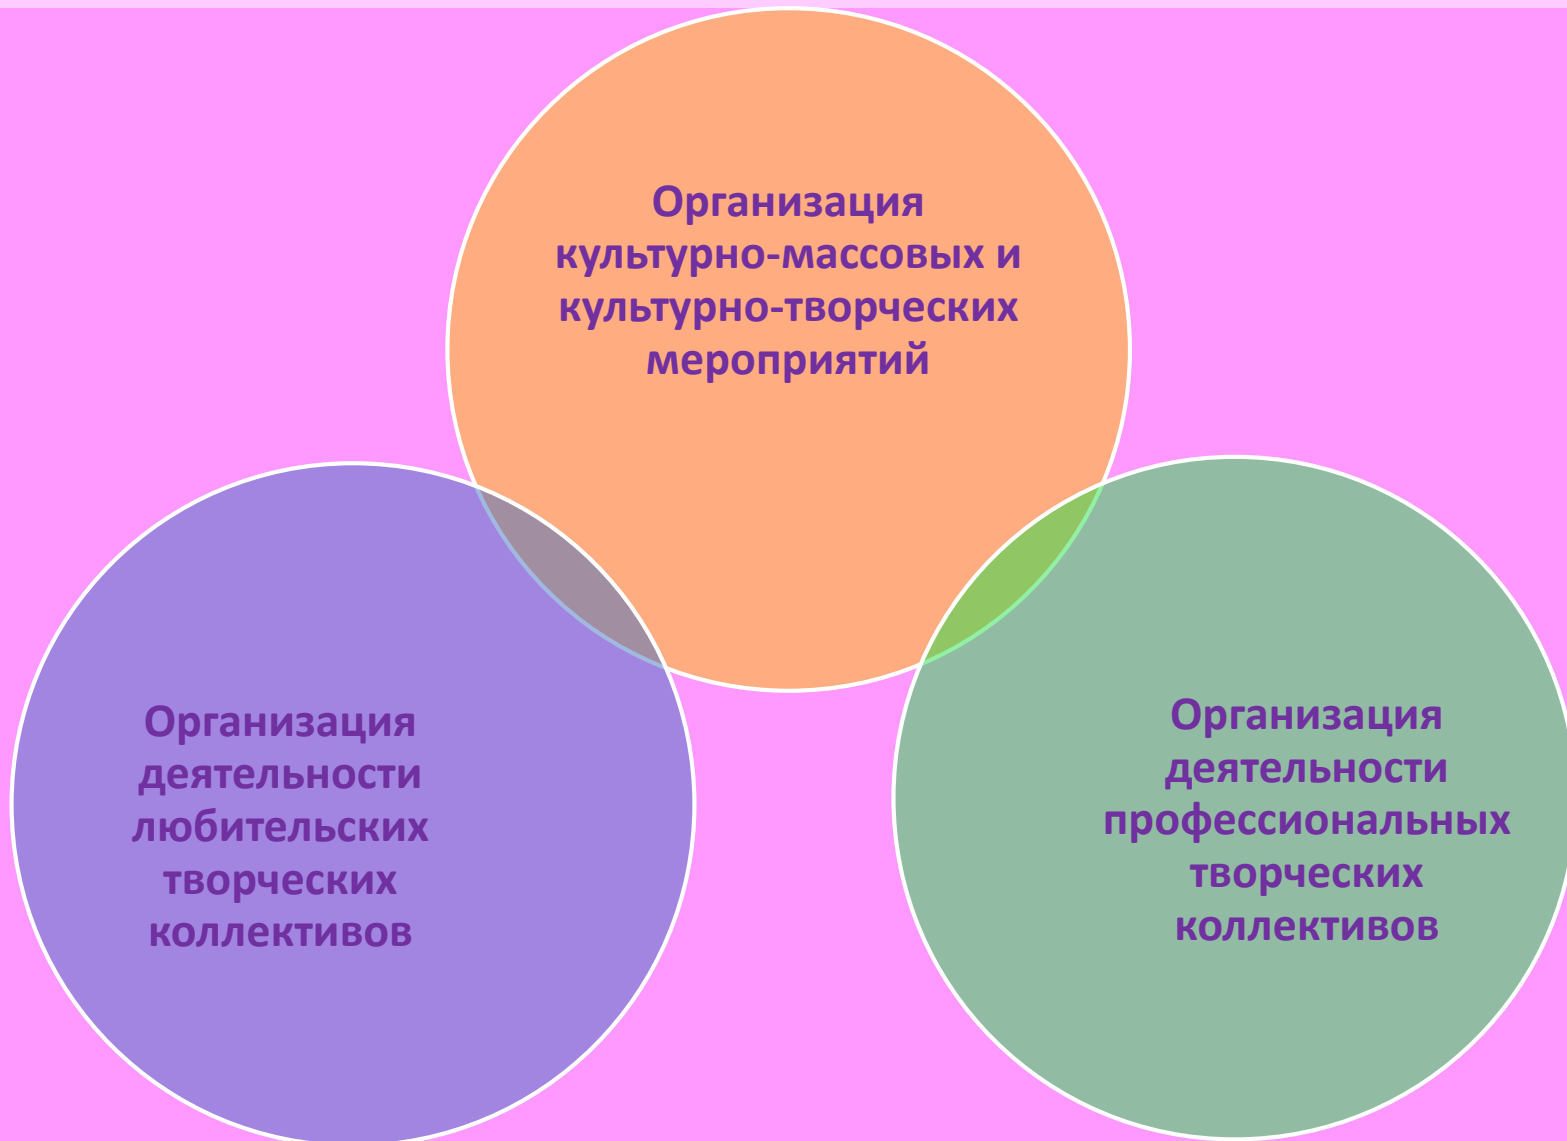 Организация
культурно-массовых и
культурно-творческих
мероприятий
Организация
деятельности
любительских
творческих
коллективов
Организация
деятельности
профессиональных
творческих
коллективов